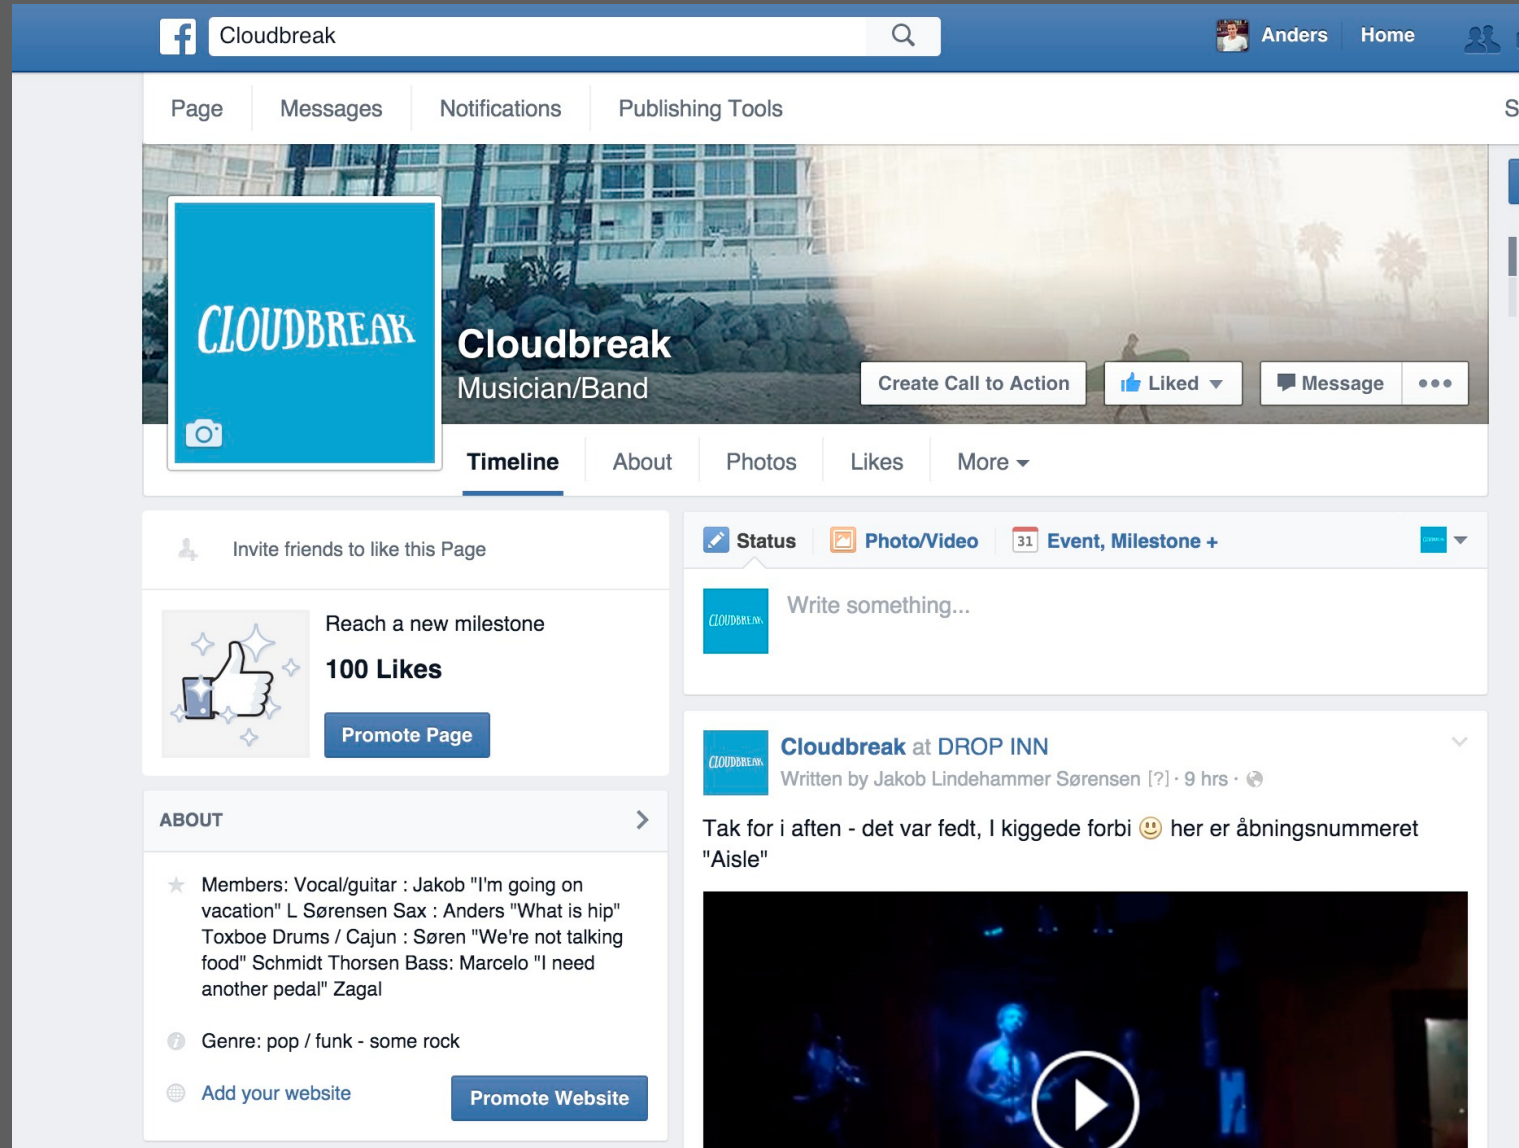 Cloudbreak
Anders
Home
Page
Messages
Notifications
Publishing Tools
CLOUDBREAK
Cloudbreak
Musician/Band
Create Call to Action
Liked
Message
Timeline
About
Photos
Likes
More
Invite friends to like this Page
Reach a new milestone
100 Likes
Promote Page
ABOUT
Members: Vocal/guitar : Jakob "I'm going on
vacation" L Sørensen Sax : Anders "What is hip"
Toxboe Drums / Cajun : Søren "We're not talking
food" Schmidt Thorsen Bass: Marcelo "I need
another pedal" Zagal
Genre: pop / funk - some rock
Add your website
Promote Website
Status
Photo/Video
31
Event, Milestone +
CLOUDBREAK
Write something...
CLOUDBREAK
Cloudbreak at DROP INN
Written by Jakob Lindehammer Sørensen [?] · 9 hrs ·
Tak for i aften - det var fedt, I kiggede forbi 🙂 her er åbningsnummeret
"Aisle"